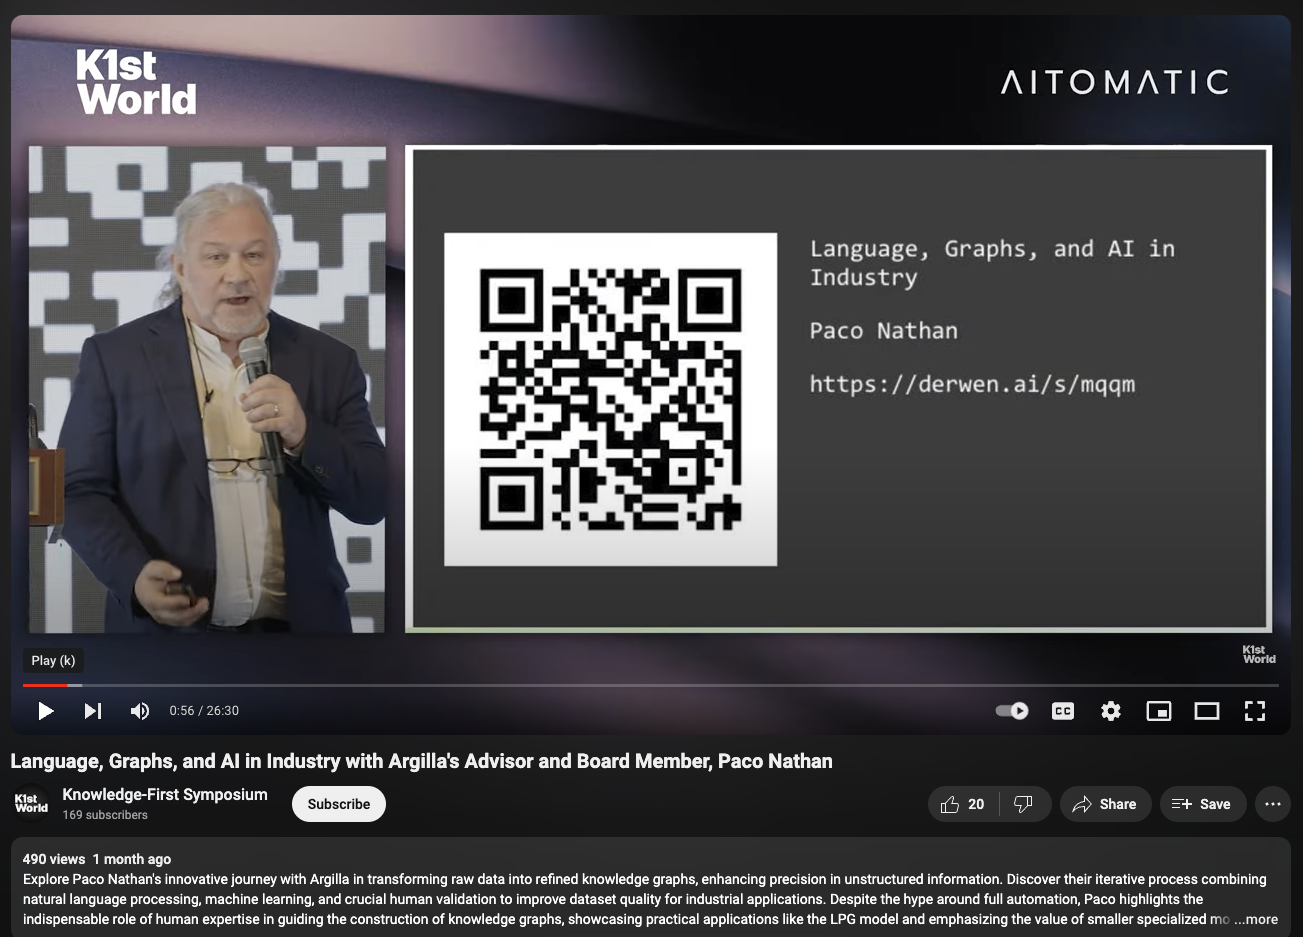 K1st
World
AITOMATIC
Language, Graphs, and AI in
Industry
Paco Nathan
https://derwen.ai/s/mqqm
K1st
World
Play (k)
0:56 / 26:30
CC
Language, Graphs, and AI in Industry with Argilla's Advisor and Board Member, Paco Nathan
K1st
World
Knowledge-First Symposium
169 subscribers
Subscribe
20
Share
Save
490 views 1 month ago
Explore Paco Nathan's innovative journey with Argilla in transforming raw data into refined knowledge graphs, enhancing precision in unstructured information. Discover their iterative process combining
natural language processing, machine learning, and crucial human validation to improve dataset quality for industrial applications. Despite the hype around full automation, Paco highlights the
indispensable role of human expertise in guiding the construction of knowledge graphs, showcasing practical applications like the LPG model and emphasizing the value of smaller specialized mo ...more